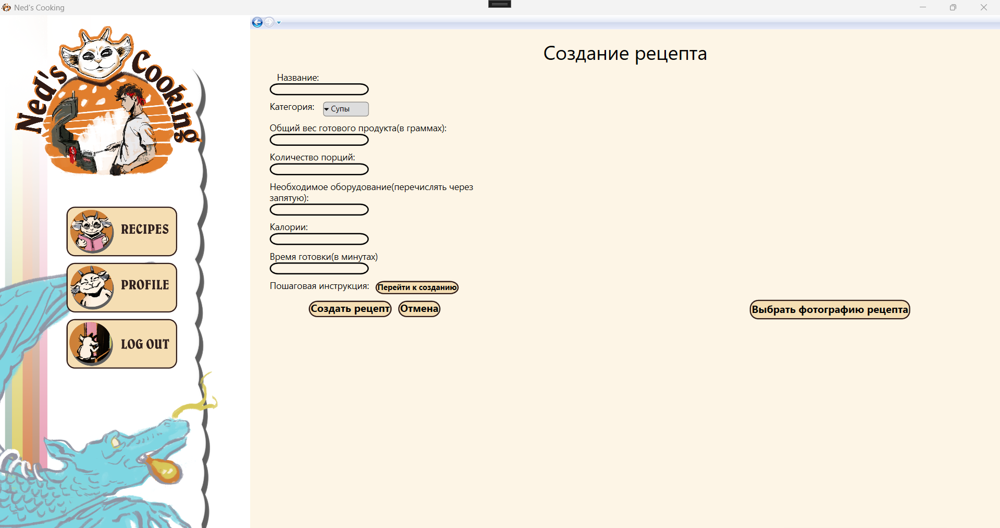 Ned's Cooking
Ned's Cooking
RECIPES
PROFILE
LOG OUT
Создание рецепта
Название:
Категория: Супы
Общий вес готового продукта(в граммах):
Количество порций:
Необходимое оборудование(перечислять через
запятую):
Калории:
Время готовки(в минутах)
Пошаговая инструкция: Перейти к созданию
Создать рецепт Отмена
Выбрать фотографию рецепта